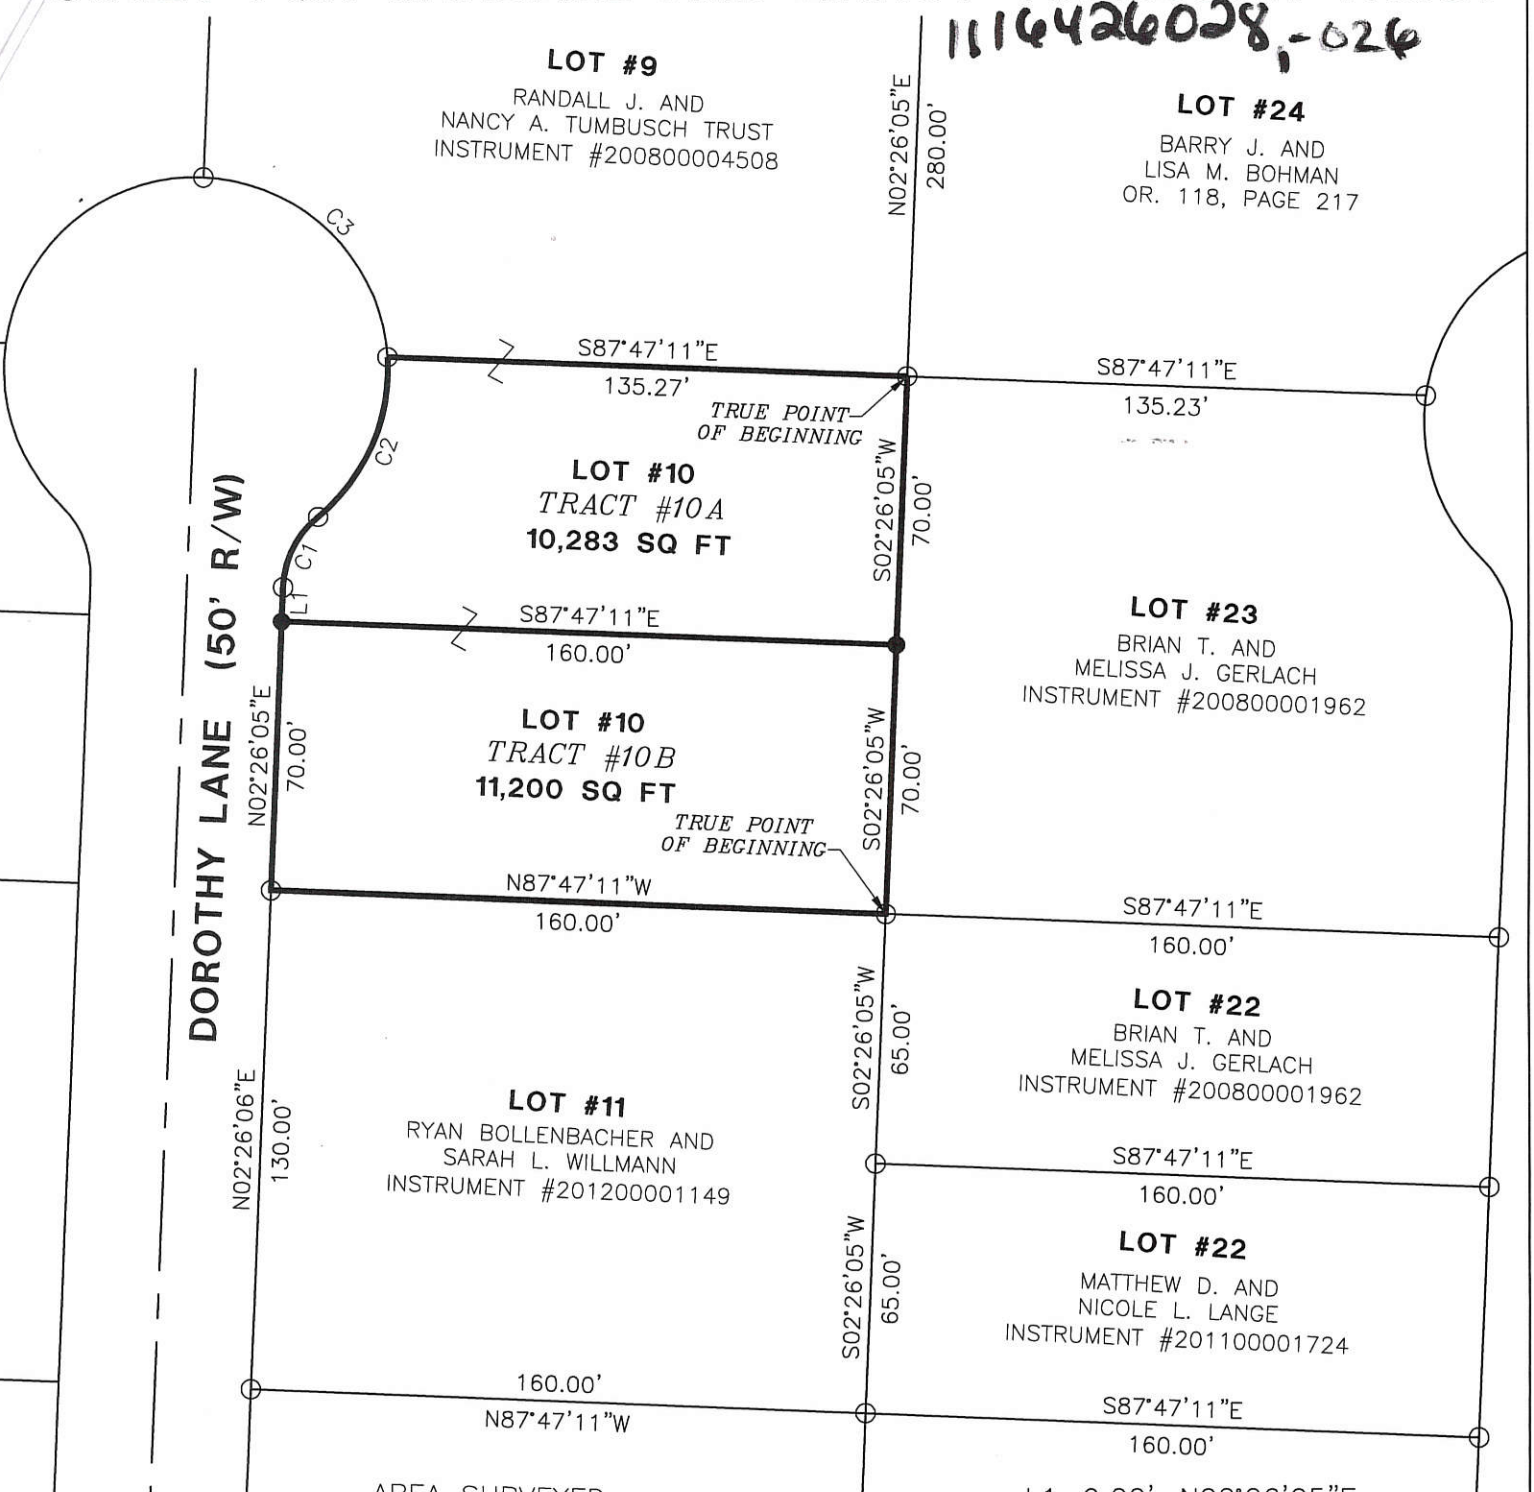 1116426028,-026
LOT #9
RANDALL J. AND
NANCY A. TUMBUSCH TRUST
INSTRUMENT #200800004508
N02°26'05"E
280.00'
LOT #24
BARRY J. AND
LISA M. BOHMAN
OR. 118, PAGE 217
C3
S87°47'11"E
135.27'
S87°47'11"E
135.23'
TRUE POINT
OF BEGINNING
C2
LOT #10
TRACT #10A
10,283 SQ FT
S02°26'05"W
70.00'
C1
L1
S87°47'11"E
160.00'
LOT #23
BRIAN T. AND
MELISSA J. GERLACH
INSTRUMENT #200800001962
DOROTHY LANE (50' R/W)
N02°26'05"E
70.00'
LOT #10
TRACT #10B
11,200 SQ FT
S02°26'05"W
70.00'
TRUE POINT
OF BEGINNING
N87°47'11"W
160.00'
S87°47'11"E
160.00'
S02°26'05"W
65.00'
LOT #22
BRIAN T. AND
MELISSA J. GERLACH
INSTRUMENT #200800001962
N02°26'06"E
130.00'
LOT #11
RYAN BOLLENBACHER AND
SARAH L. WILLMANN
INSTRUMENT #201200001149
S87°47'11"E
160.00'
S02°26'05"W
65.00'
LOT #22
MATTHEW D. AND
NICOLE L. LANGE
INSTRUMENT #201100001724
160.00'
N87°47'11"W
S87°47'11"E
160.00'
AREA SURVEYED